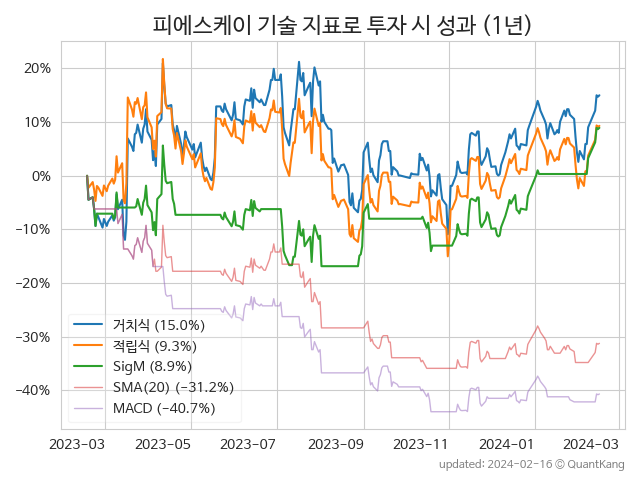 피에스케이 기술 지표로 투자 시 성과 (1년)
20%
10%
0%
−10%
−20%
−30%
−40%
거치식 (15.0%)
적립식 (9.3%)
SigM (8.9%)
SMA(20) (−31.2%)
MACD (−40.7%)
2023-03
2023-05
2023-07
2023-09
2023-11
2024-01
2024-03
updated: 2024-02-16 © QuantKang